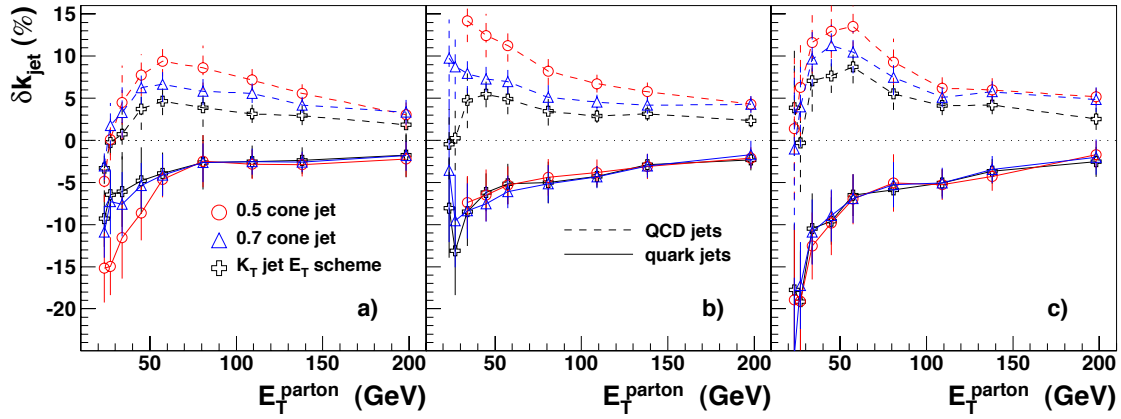 δk_jet (%)
15
10
5
0
-5
-10
-15
-20
0.5 cone jet
0.7 cone jet
K_T jet E_T scheme
a)
QCD jets
quark jets
b)
c)
50 100 150 200
50 100 150 200
50 100 150 200
E_T^parton (GeV)
E_T^parton (GeV)
E_T^parton (GeV)